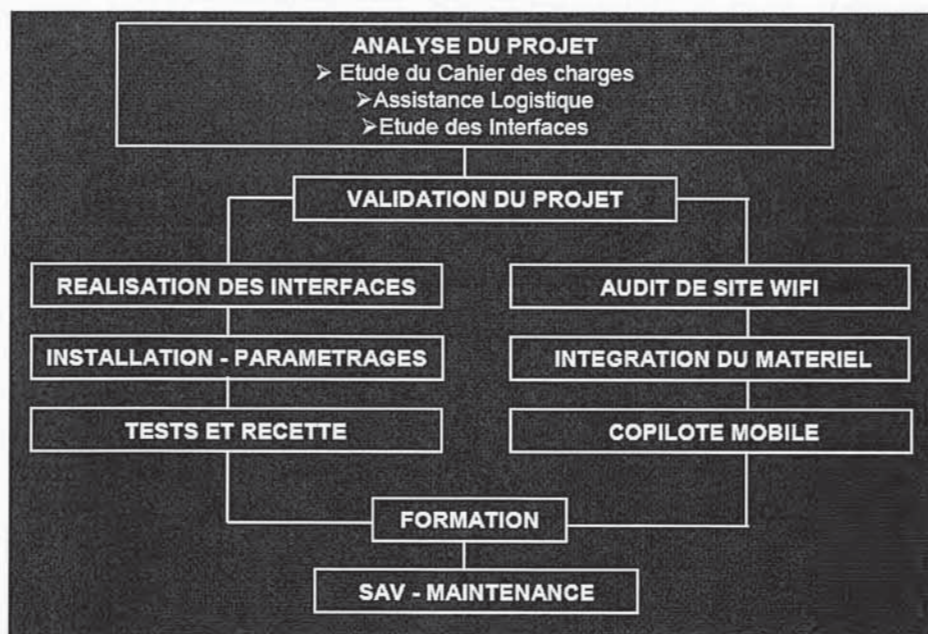 ANALYSE DU PROJET
➤ Etude du Cahier des charges
➤Assistance Logistique
➤Etude des Interfaces
VALIDATION DU PROJET
REALISATION DES INTERFACES
AUDIT DE SITE WIFI
INSTALLATION - PARAMETRAGES
INTEGRATION DU MATERIEL
TESTS ET RECETTE
COPILOTE MOBILE
FORMATION
SAV - MAINTENANCE